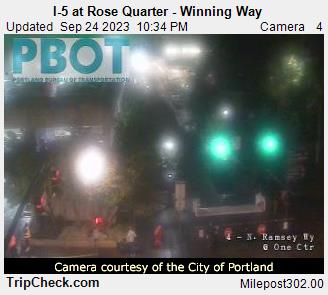 I-5 at Rose Quarter - Winning Way
Updated Sep 24 2023 10:34 PM Camera 4
PBOT
PORTLAND BUREAU OF TRANSPORTATION
4 - N. Ramsey Wy
@ One Ctr
Camera courtesy of the City of Portland
TripCheck.com Milepost302.00